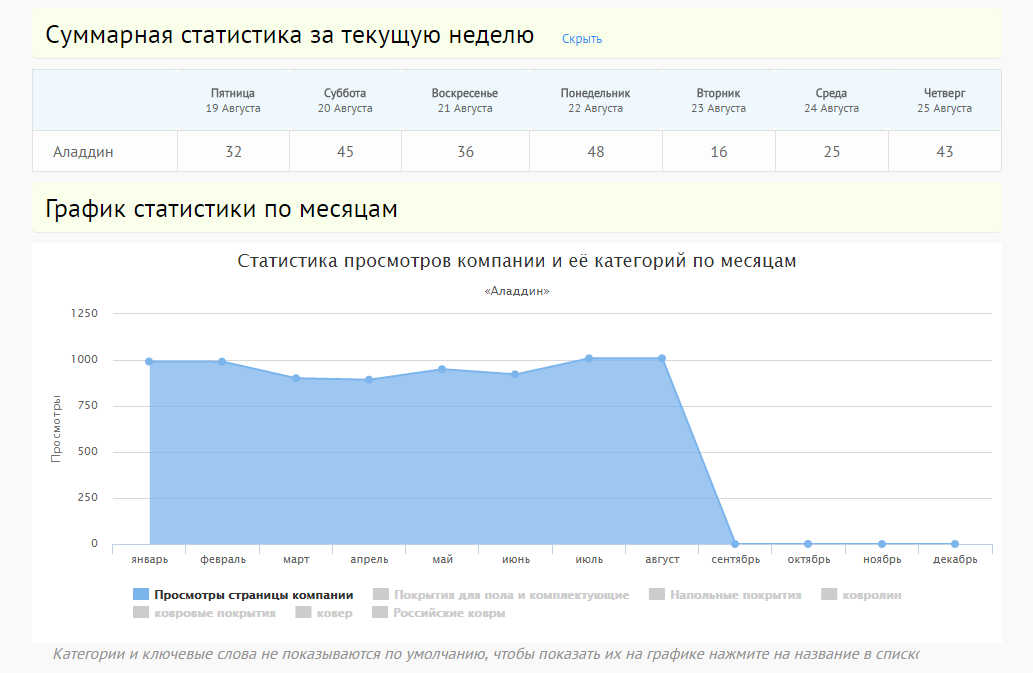 Суммарная статистика за текущую неделю Скрыть
Пятница Суббота Воскресенье Понедельник Вторник Среда Четверг
19 Августа 20 Августа 21 Августа 22 Августа 23 Августа 24 Августа 25 Августа
Аладдин 32 45 36 48 16 25 43
График статистики по месяцам
Статистика просмотров компании и её категорий по месяцам
«Аладдин»
1250
1000
750
500
250
0
Просмотры
январь февраль март апрель май июнь июль август сентябрь октябрь ноябрь декабрь
Просмотры страницы компании Покрытия для пола и комплектующие Напольные покрытия ковролин
ковровые покрытия ковер Российские ковры
Категории и ключевые слова не показываются по умолчанию, чтобы показать их на графике нажмите на название в списке